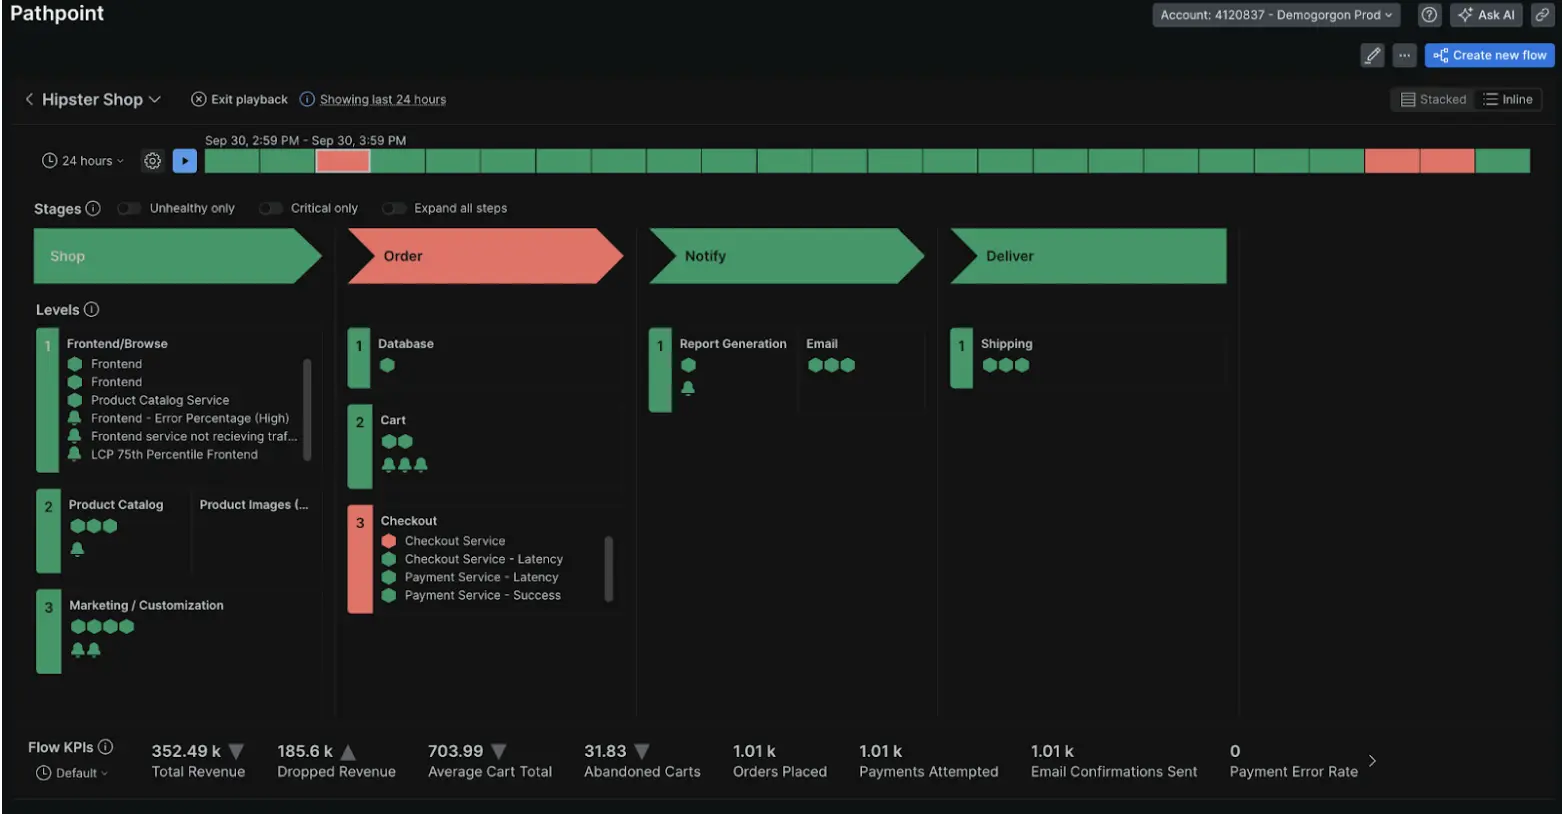 Pathpoint
Account: 4120837 - Demogorgon Prod
Ask AI
Create new flow
Hipster Shop
Exit playback
Showing last 24 hours
Stacked
Inline
Sep 30, 2:59 PM - Sep 30, 3:59 PM
24 hours
Stages
Unhealthy only
Critical only
Expand all steps
Shop
Order
Notify
Deliver
Levels
1
Frontend/Browse
Frontend
Frontend
Product Catalog Service
Frontend - Error Percentage (High)
Frontend service not recieving traf...
LCP 75th Percentile Frontend
2
Product Catalog
Product Images (...
3
Marketing / Customization
1
Database
2
Cart
3
Checkout
Checkout Service
Checkout Service - Latency
Payment Service - Latency
Payment Service - Success
1
Report Generation
Email
1
Shipping
Flow KPIs
Default
352.49 k
Total Revenue
185.6 k
Dropped Revenue
703.99
Average Cart Total
31.83
Abandoned Carts
1.01 k
Orders Placed
1.01 k
Payments Attempted
1.01 k
Email Confirmations Sent
0
Payment Error Rate